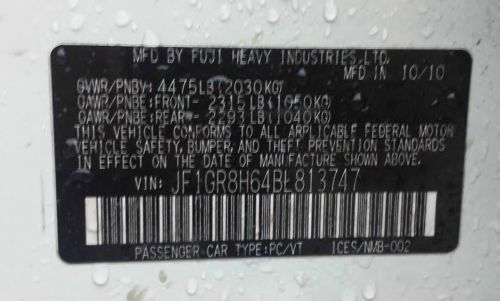 MFD BY FUJI HEAVY INDUSTRIES,LTD.
MFD IN 10/10
GVWR/PNBV: 4475LB(2030KG)
GAWR/PNBE:FRONT- 2315LB(1050KG)
GAWR/PNBE:REAR - 2293LB(1040KG)
THIS VEHICLE CONFORMS TO ALL APPLICABLE FEDERAL MOTOR
VEHICLE SAFETY, BUMPER, AND THEFT PREVENTION STANDARDS
IN EFFECT ON THE DATE OF MANUFACTURE SHOWN ABOVE.
VIN: JF1GR8H64BL813747
PASSENGER-CAR TYPE:PC/VT ICES/NMB-002